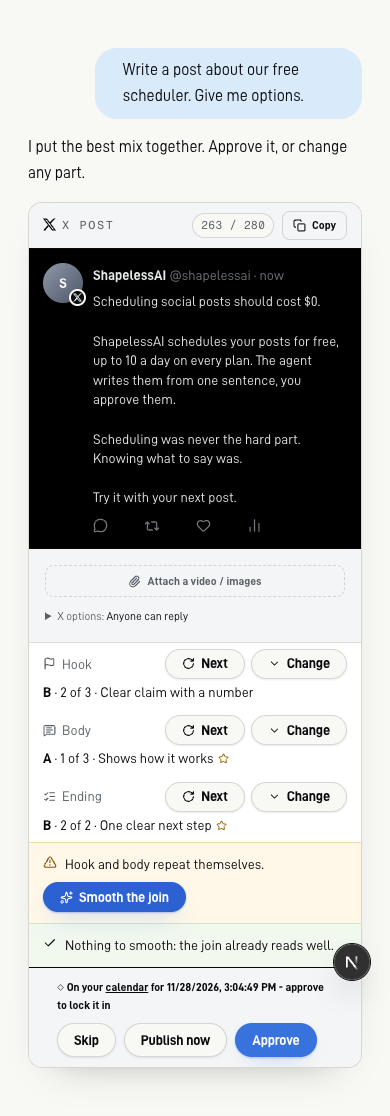 Write a post about our free
scheduler. Give me options.
I put the best mix together. Approve it, or change
any part.
X POST
263 / 280
Copy
S
ShapelessAI @shapelessai · now
Scheduling social posts should cost $0.
ShapelessAI schedules your posts for free,
up to 10 a day on every plan. The agent
writes them from one sentence, you
approve them.
Scheduling was never the hard part.
Knowing what to say was.
Try it with your next post.
Attach a video / images
X options: Anyone can reply
Hook
Next
Change
B · 2 of 3 · Clear claim with a number
Body
Next
Change
A · 1 of 3 · Shows how it works
Ending
Next
Change
B · 2 of 2 · One clear next step
Hook and body repeat themselves.
Smooth the join
Nothing to smooth: the join already reads well.
N
On your calendar for 11/28/2026, 3:04:49 PM - approve
to lock it in
Skip
Publish now
Approve